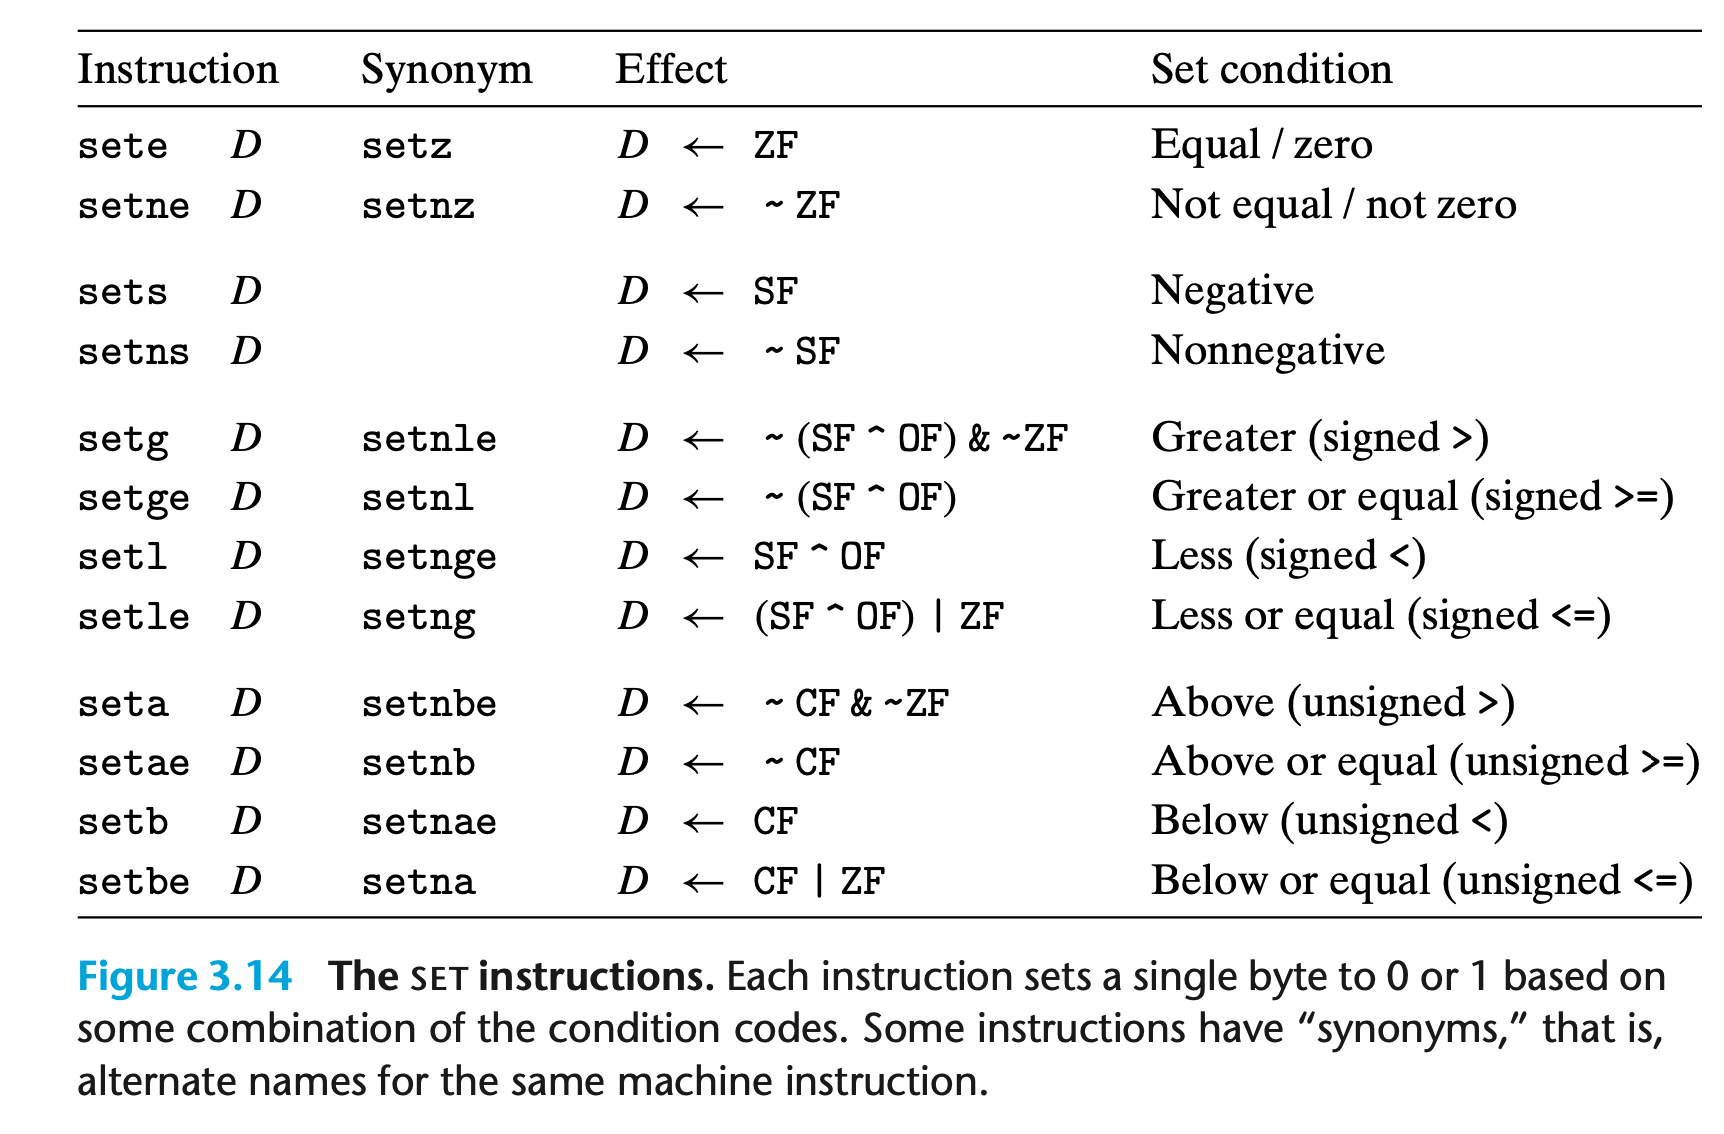 Instruction Synonym Effect Set condition
sete D setz D ← ZF Equal / zero
setne D setnz D ← ~ ZF Not equal / not zero
sets D D ← SF Negative
setns D D ← ~ SF Nonnegative
setg D setnle D ← ~ (SF ^ OF) & ~ZF Greater (signed >)
setge D setnl D ← ~ (SF ^ OF) Greater or equal (signed >=)
setl D setnge D ← SF ^ OF Less (signed <)
setle D setng D ← (SF ^ OF) | ZF Less or equal (signed <=)
seta D setnbe D ← ~ CF & ~ZF Above (unsigned >)
setae D setnb D ← ~ CF Above or equal (unsigned >=)
setb D setnae D ← CF Below (unsigned <)
setbe D setna D ← CF | ZF Below or equal (unsigned <=)
Figure 3.14 The SET instructions. Each instruction sets a single byte to 0 or 1 based on
some combination of the condition codes. Some instructions have “synonyms,” that is,
alternate names for the same machine instruction.